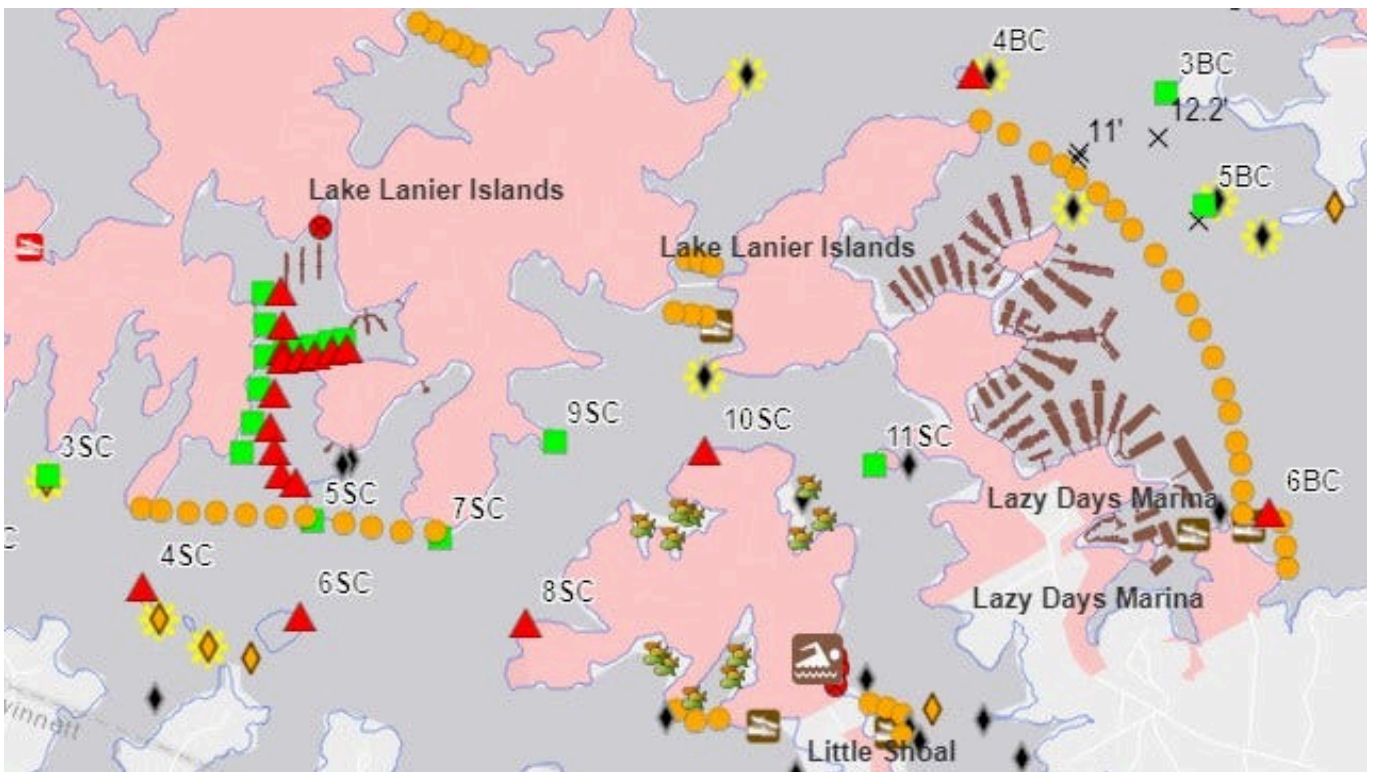 4BC
3BC
12.2'
11'
5BC
Lake Lanier Islands
Lake Lanier Islands
9SC
10SC
11SC
3SC
5SC
7SC
Lazy Days Marina
6BC
4SC
6SC
8SC
Lazy Days Marina
Little Shoal